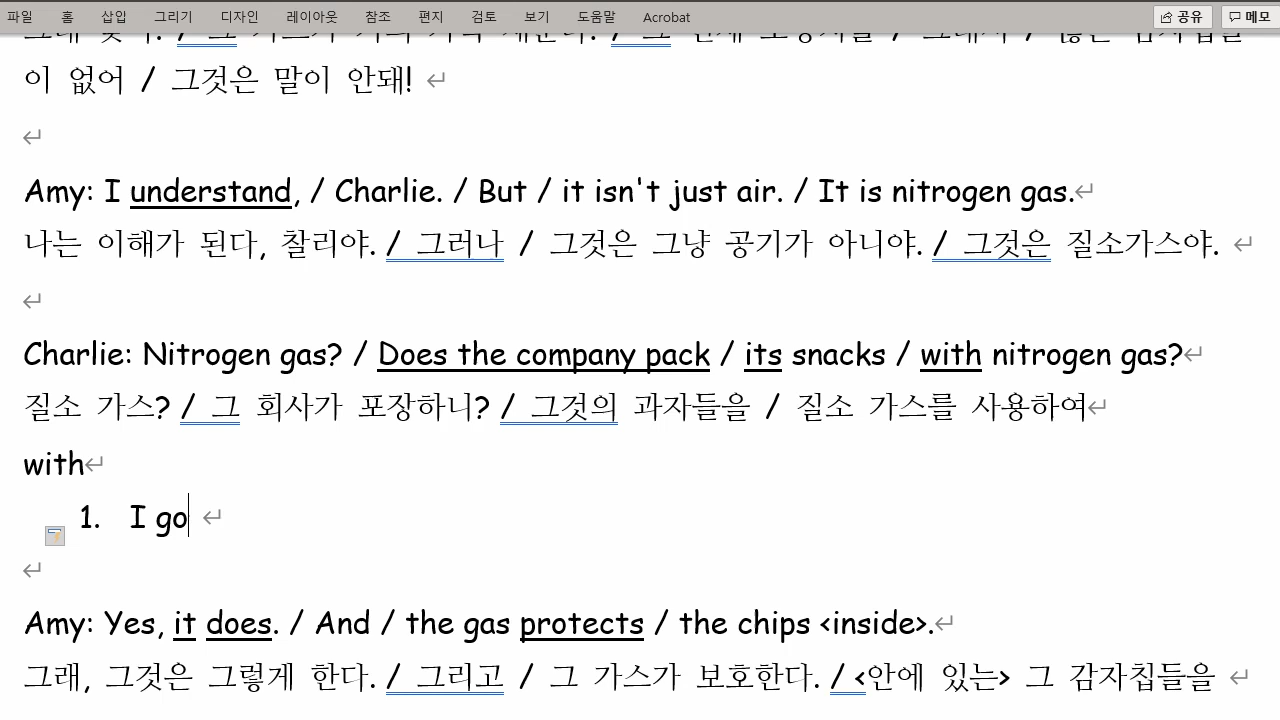 파일 홈 삽입 그리기 디자인 레이아웃 참조 편지 검토 보기 도움말 Acrobat 공유 메모
이 없어 / 그것은 말이 안돼!
Amy: I understand, / Charlie. / But / it isn't just air. / It is nitrogen gas.
나는 이해가 된다, 찰리야. / 그러나 / 그것은 그냥 공기가 아니야. / 그것은 질소가스야.
Charlie: Nitrogen gas? / Does the company pack / its snacks / with nitrogen gas?
질소 가스? / 그 회사가 포장하니? / 그것의 과자들을 / 질소 가스를 사용하여
with
1. I go
Amy: Yes, it does. / And / the gas protects / the chips <inside>.
그래, 그것은 그렇게 한다. / 그리고 / 그 가스가 보호한다. / <안에 있는> 그 감자칩들을